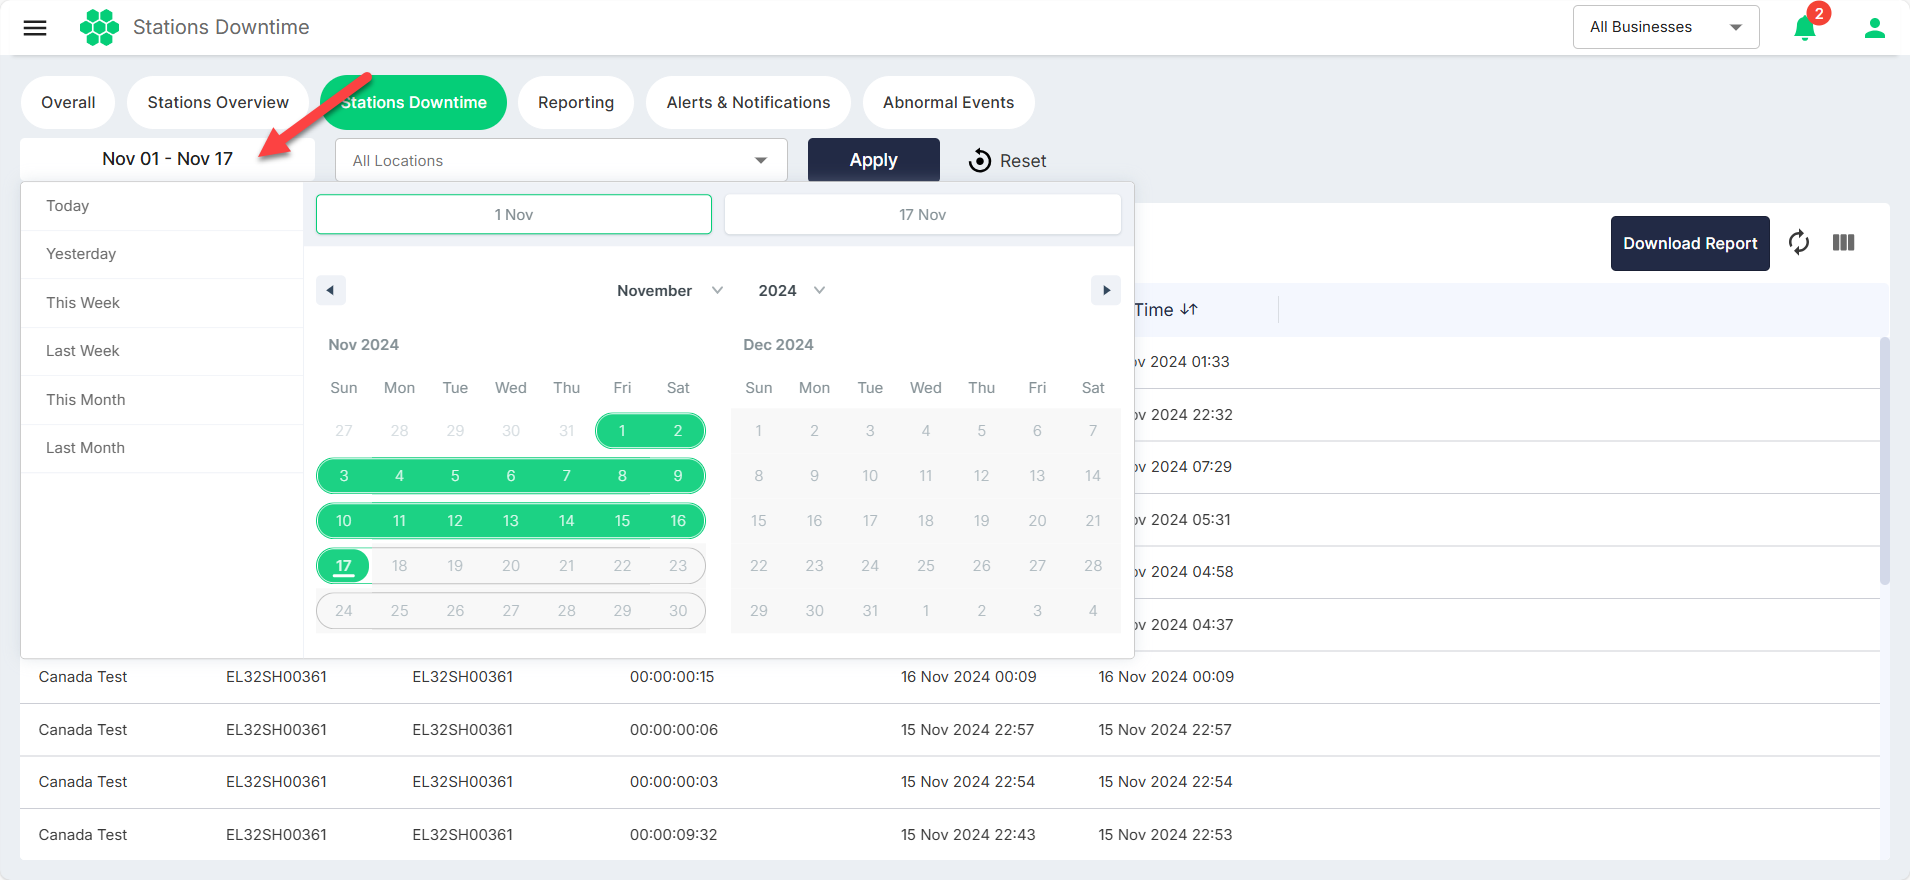 Stations Downtime
All Businesses
2
Overall
Stations Overview
Stations Downtime
Reporting
Alerts & Notifications
Abnormal Events
Nov 01 - Nov 17
All Locations
Apply
Reset
Today
Yesterday
This Week
Last Week
This Month
Last Month
1 Nov
17 Nov
November
2024
Nov 2024
Sun Mon Tue Wed Thu Fri Sat
27 28 29 30 31 1 2
3 4 5 6 7 8 9
10 11 12 13 14 15 16
17 18 19 20 21 22 23
24 25 26 27 28 29 30
Dec 2024
Sun Mon Tue Wed Thu Fri Sat
1 2 3 4 5 6 7
8 9 10 11 12 13 14
15 16 17 18 19 20 21
22 23 24 25 26 27 28
29 30 31 1 2 3 4
Download Report
Time
2024 01:33
2024 22:32
2024 07:29
2024 05:31
2024 04:58
2024 04:37
Canada Test EL32SH00361 EL32SH00361 00:00:00:15 16 Nov 2024 00:09 16 Nov 2024 00:09
Canada Test EL32SH00361 EL32SH00361 00:00:00:06 15 Nov 2024 22:57 15 Nov 2024 22:57
Canada Test EL32SH00361 EL32SH00361 00:00:00:03 15 Nov 2024 22:54 15 Nov 2024 22:54
Canada Test EL32SH00361 EL32SH00361 00:00:09:32 15 Nov 2024 22:43 15 Nov 2024 22:53